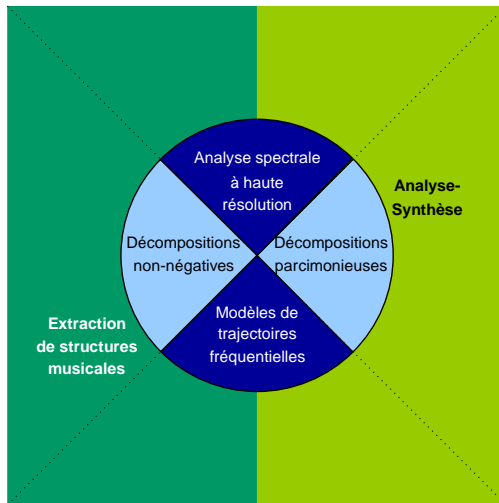 Analyse spectrale
à haute
résolution
Analyse-
Synthèse
Décompositions
non-négatives
Décompositions
parcimonieuses
Modèles de
trajectoires
fréquentielles
Extraction
de structures
musicales